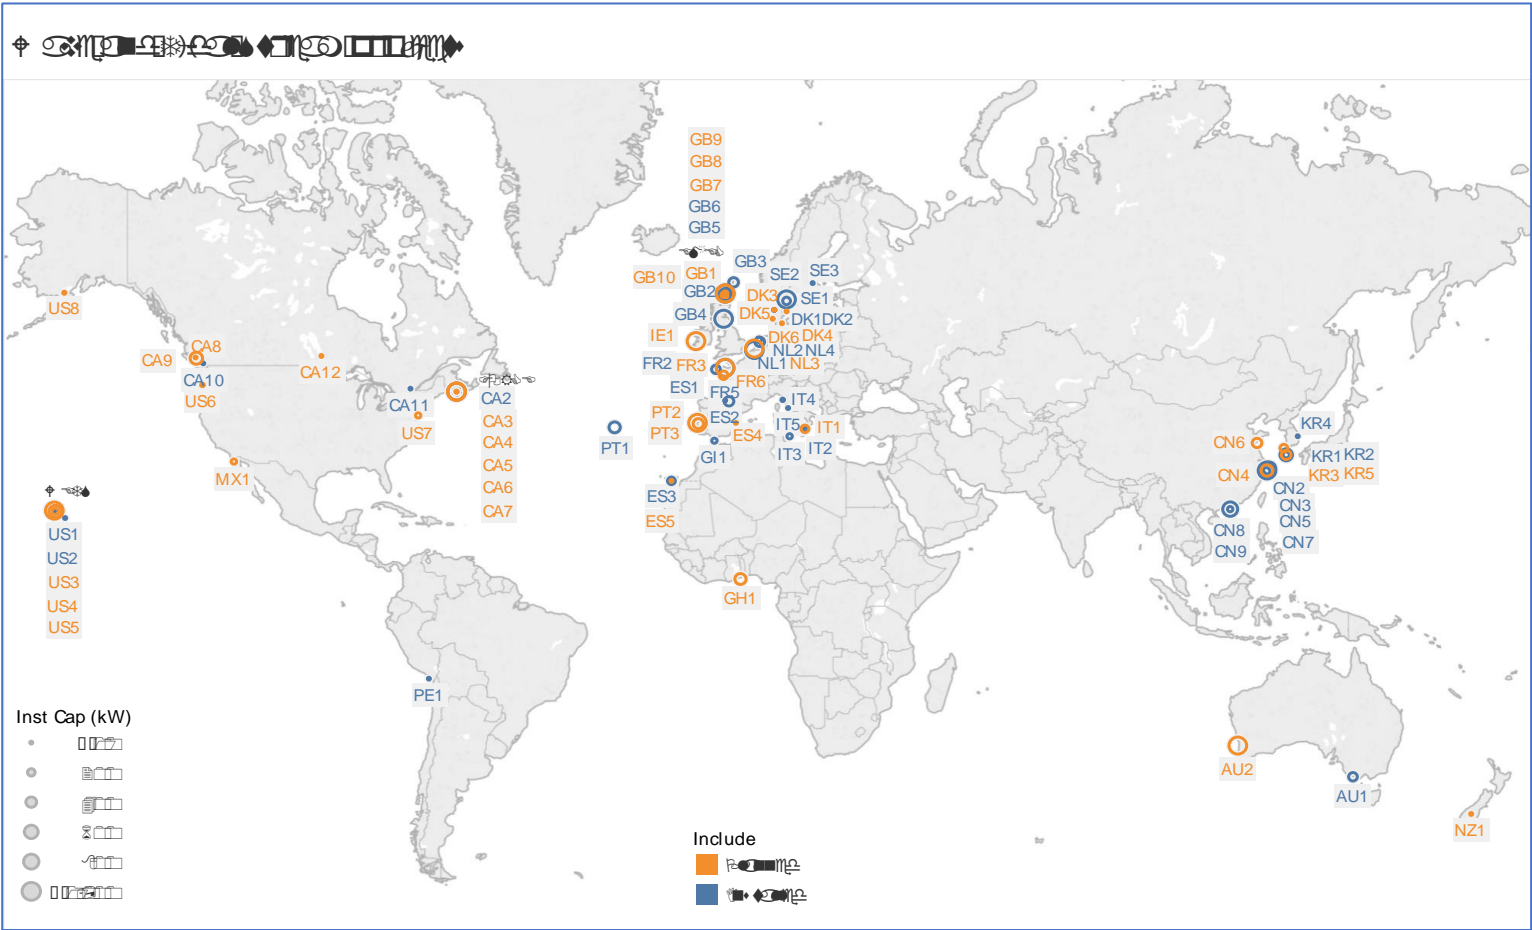 GB9
GB8
GB7
GB6
GB5
GB3
GB10
GB1
GB2
GB4
SE2
SE3
SE1
DK3
DK5
DK1DK2
DK6
DK4
IE1
NL2NL4
NL1
NL3
FR2
FR3
FR6
FR5
ES1
ES2
ES4
PT2
PT3
PT1
GI1
IT4
IT5
IT1
IT3
IT2
ES3
ES5
US8
CA8
CA9
CA10
US6
CA12
CA11
US7
CA2
CA3
CA4
CA5
CA6
CA7
MX1
US1
US2
US3
US4
US5
KR4
CN6
KR1
KR2
KR3
KR5
CN4
CN2
CN3
CN5
CN7
CN8
CN9
GH1
PE1
AU2
AU1
NZ1
Inst Cap (kW)
Include